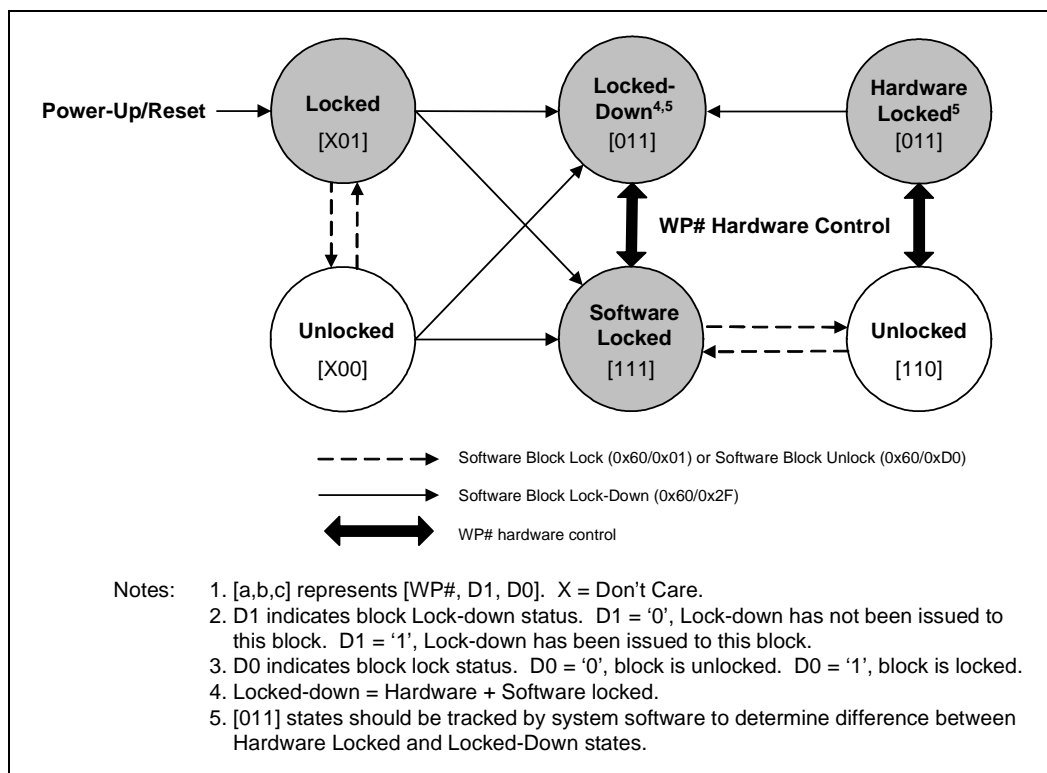 Power-Up/Reset
Locked
[X01]
Locked-
Down4,5
[011]
Hardware
Locked5
[011]
WP# Hardware Control
Unlocked
[X00]
Software
Locked
[111]
Unlocked
[110]
Software Block Lock (0x60/0x01) or Software Block Unlock (0x60/0xD0)
Software Block Lock-Down (0x60/0x2F)
WP# hardware control
Notes: 1. [a,b,c] represents [WP#, D1, D0]. X = Don't Care.
2. D1 indicates block Lock-down status. D1 = ‘0’, Lock-down has not been issued to
this block. D1 = ‘1’, Lock-down has been issued to this block.
3. D0 indicates block lock status. D0 = ‘0’, block is unlocked. D0 = ‘1’, block is locked.
4. Locked-down = Hardware + Software locked.
5. [011] states should be tracked by system software to determine difference between
Hardware Locked and Locked-Down states.